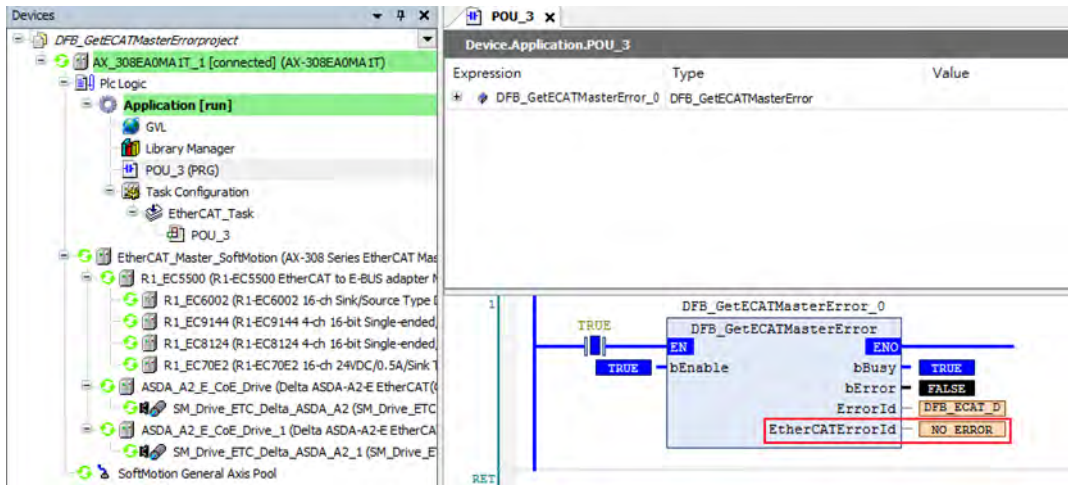 Devices
DFB_GetECATMasterErrorproject
AX_308EA0MA1T_1 [connected] (AX-308EA0MA1T)
Plc Logic
Application [run]
GVL
Library Manager
POU_3 (PRG)
Task Configuration
EtherCAT_Task
POU_3
EtherCAT_Master_SoftMotion (AX-308 Series EtherCAT Mas
R1_EC5500 (R1-EC5500 EtherCAT to E-BUS adapter
R1_EC6002 (R1-EC6002 16-ch Sink/Source Type
R1_EC9144 (R1-EC9144 4-ch 16-bit Single-ended,
R1_EC8124 (R1-EC8124 4-ch 16-bit Single-ended,
R1_EC70E2 (R1-EC70E2 16-ch 24VDC/0.5A/Sink
ASDA_A2_E_CoE_Drive (Delta ASDA-A2-E EtherCAT(
SM_Drive_ETC_Delta_ASDA_A2 (SM_Drive_ETC
ASDA_A2_E_CoE_Drive_1 (Delta ASDA-A2-E EtherCA
SM_Drive_ETC_Delta_ASDA_A2_1 (SM_Drive_E
SoftMotion General Axis Pool
POU_3 x
Device.Application.POU_3
Expression Type Value
DFB_GetECATMasterError_0 DFB_GetECATMasterError
1
DFB_GetECATMasterError_0
TRUE DFB_GetECATMasterError
EN ENO
TRUE bEnable bBusy TRUE
bError FALSE
ErrorId DFB_ECAT_D
EtherCATErrorId NO_ERROR
RET